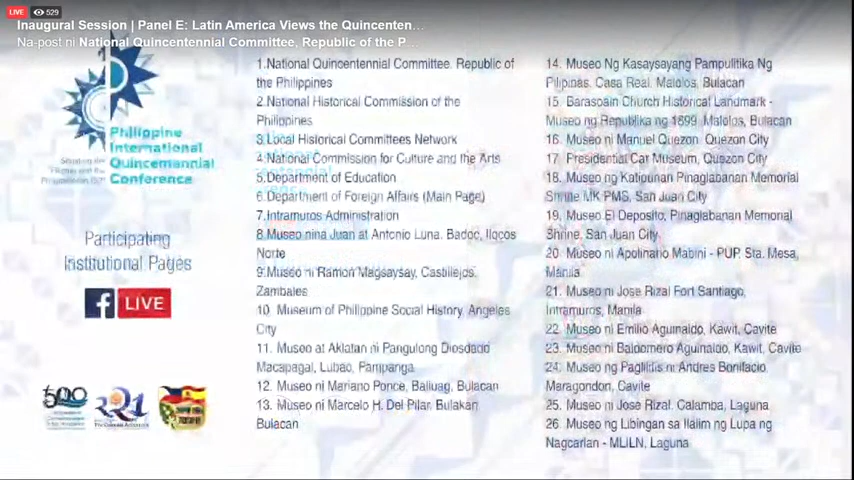 LIVE 529
Inaugural Session | Panel E: Latin America Views the Quincenten…
Na-post ni National Quincentennial Committee, Republic of the P…
Philippine
International
Quincentennial
Conference
Participating
Institutional Pages
f LIVE
1.National Quincentennial Committee. Republic of
the Philippines
2.National Historical Commission of the
Philippines
3.Local Historical Committees Network
4.National Commission for Culture and the Arts
5.Department of Education
6.Department of Foreign Affairs (Main Page)
7.Intramuros Administration
8.Museo nina Juan at Antonio Luna. Badoc, Ilocos
Norte
9.Museo ni Ramon Magsaysay, Castillejos,
Zambales
10. Museum of Philippine Social History, Angeles
City
11. Museo at Aklatan ni Pangulong Diosdado
Macapagal, Lubao, Pampanga
12. Museo ni Mariano Ponce, Baliuag, Bulacan
13. Museo ni Marcelo H. Del Pilar. Bulakan
Bulacan
14. Museo Ng Kasaysayang Pampulitika Ng
Pilipinas. Casa Real. Malolos, Bulacan
15. Barasoain Church Historical Landmark -
Museo ng Republika ng 1899. Malolos, Bulacan
16. Museo ni Manuel Quezon. Quezon City
17. Presidential Car Museum, Quezon City
18. Museo ng Katipunan Pinaglabanan Memorial
Shrine MK PMS, San Juan City
19. Museo El Deposito, Pinaglabanan Memorial
Shrine. San Juan City
20. Museo ni Apolinario Mabini - PUP. Sta. Mesa,
Manila
21. Museo ni Jose Rizal Fort Santiago,
Intramuros, Manila
22. Museo ni Emilio Aguinaldo, Kawit, Cavite
23. Museo ni Baldomero Aguinaldo, Kawit, Cavite
24. Museo ng Paglilitis ni Andres Bonifacio,
Maragondon, Cavite
25. Museo ni Jose Rizal. Calamba, Laguna
26. Museo ng Libingan sa Ilalim ng Lupa ng
Nagcarlan - MLILN, Laguna
500
2021